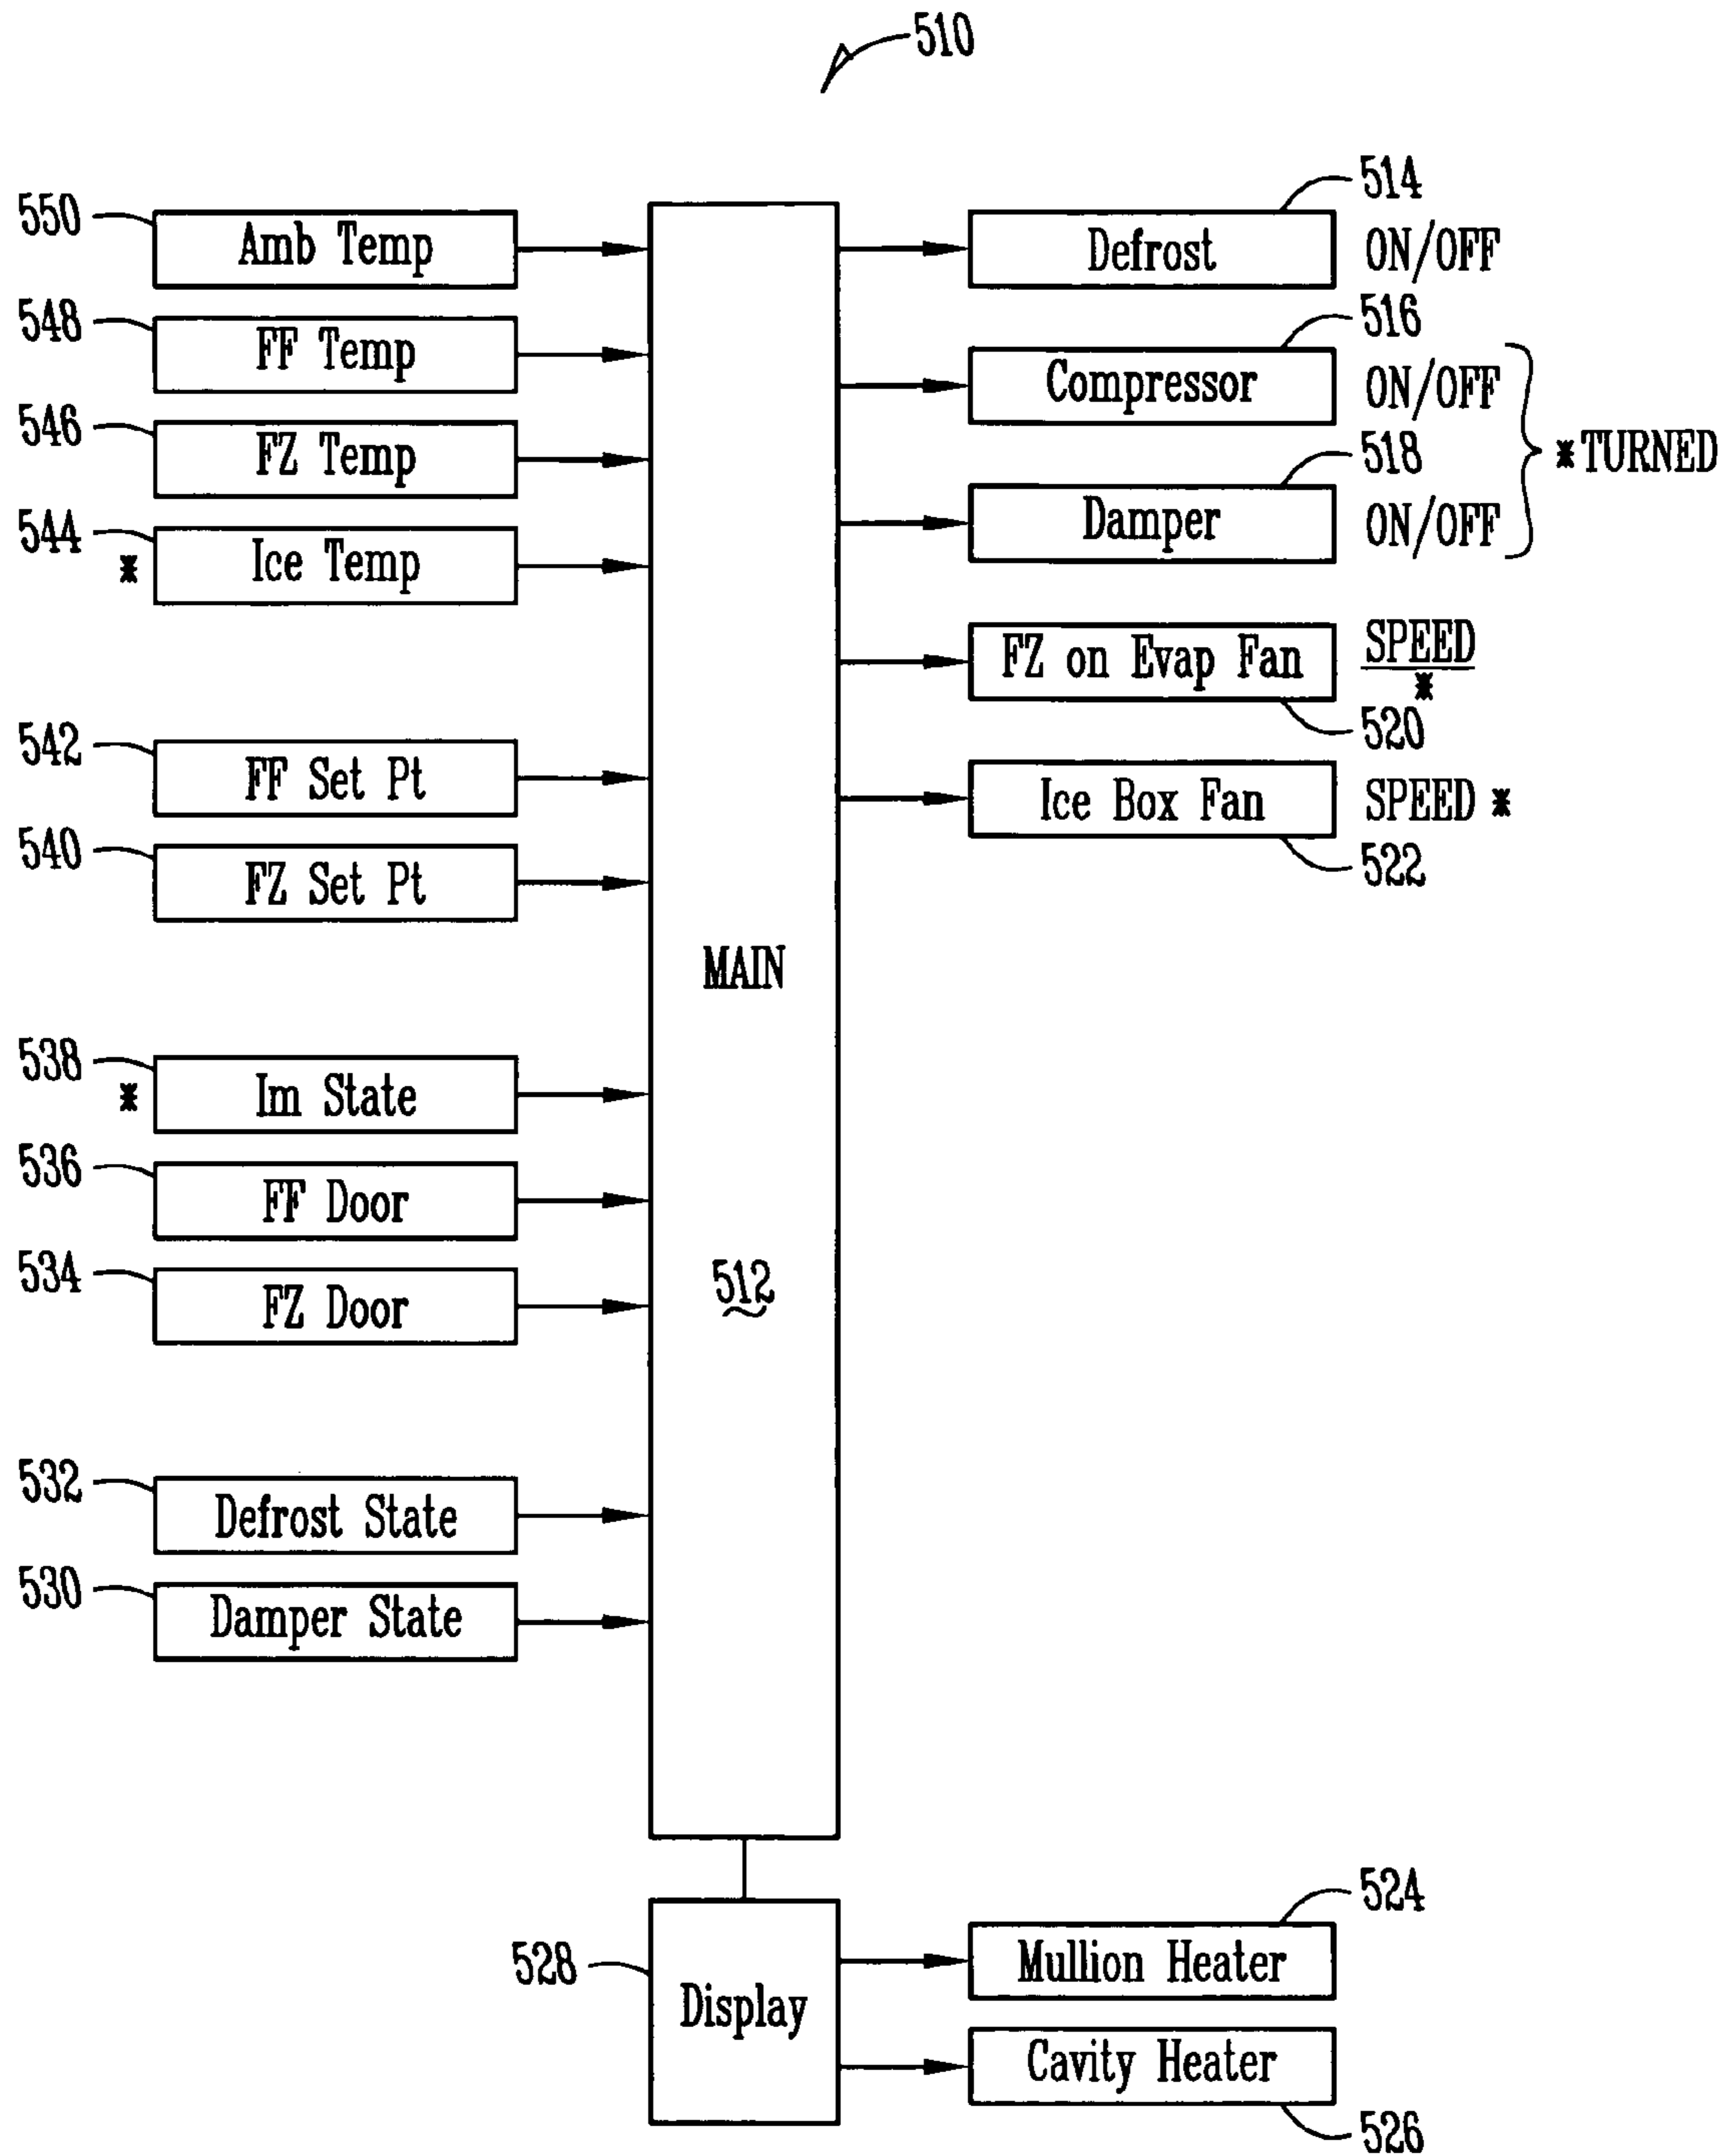 510
550
Amb Temp
548
FF Temp
546
FZ Temp
544
* Ice Temp
542
FF Set Pt
540
FZ Set Pt
538
* Im State
536
FF Door
534
FZ Door
532
Defrost State
530
Damper State
MAIN
512
514
Defrost ON/OFF
516
Compressor ON/OFF
518
Damper ON/OFF
*TURNED
FZ on Evap Fan SPEED
*
520
Ice Box Fan SPEED *
522
528
Display
524
Mullion Heater
Cavity Heater
526